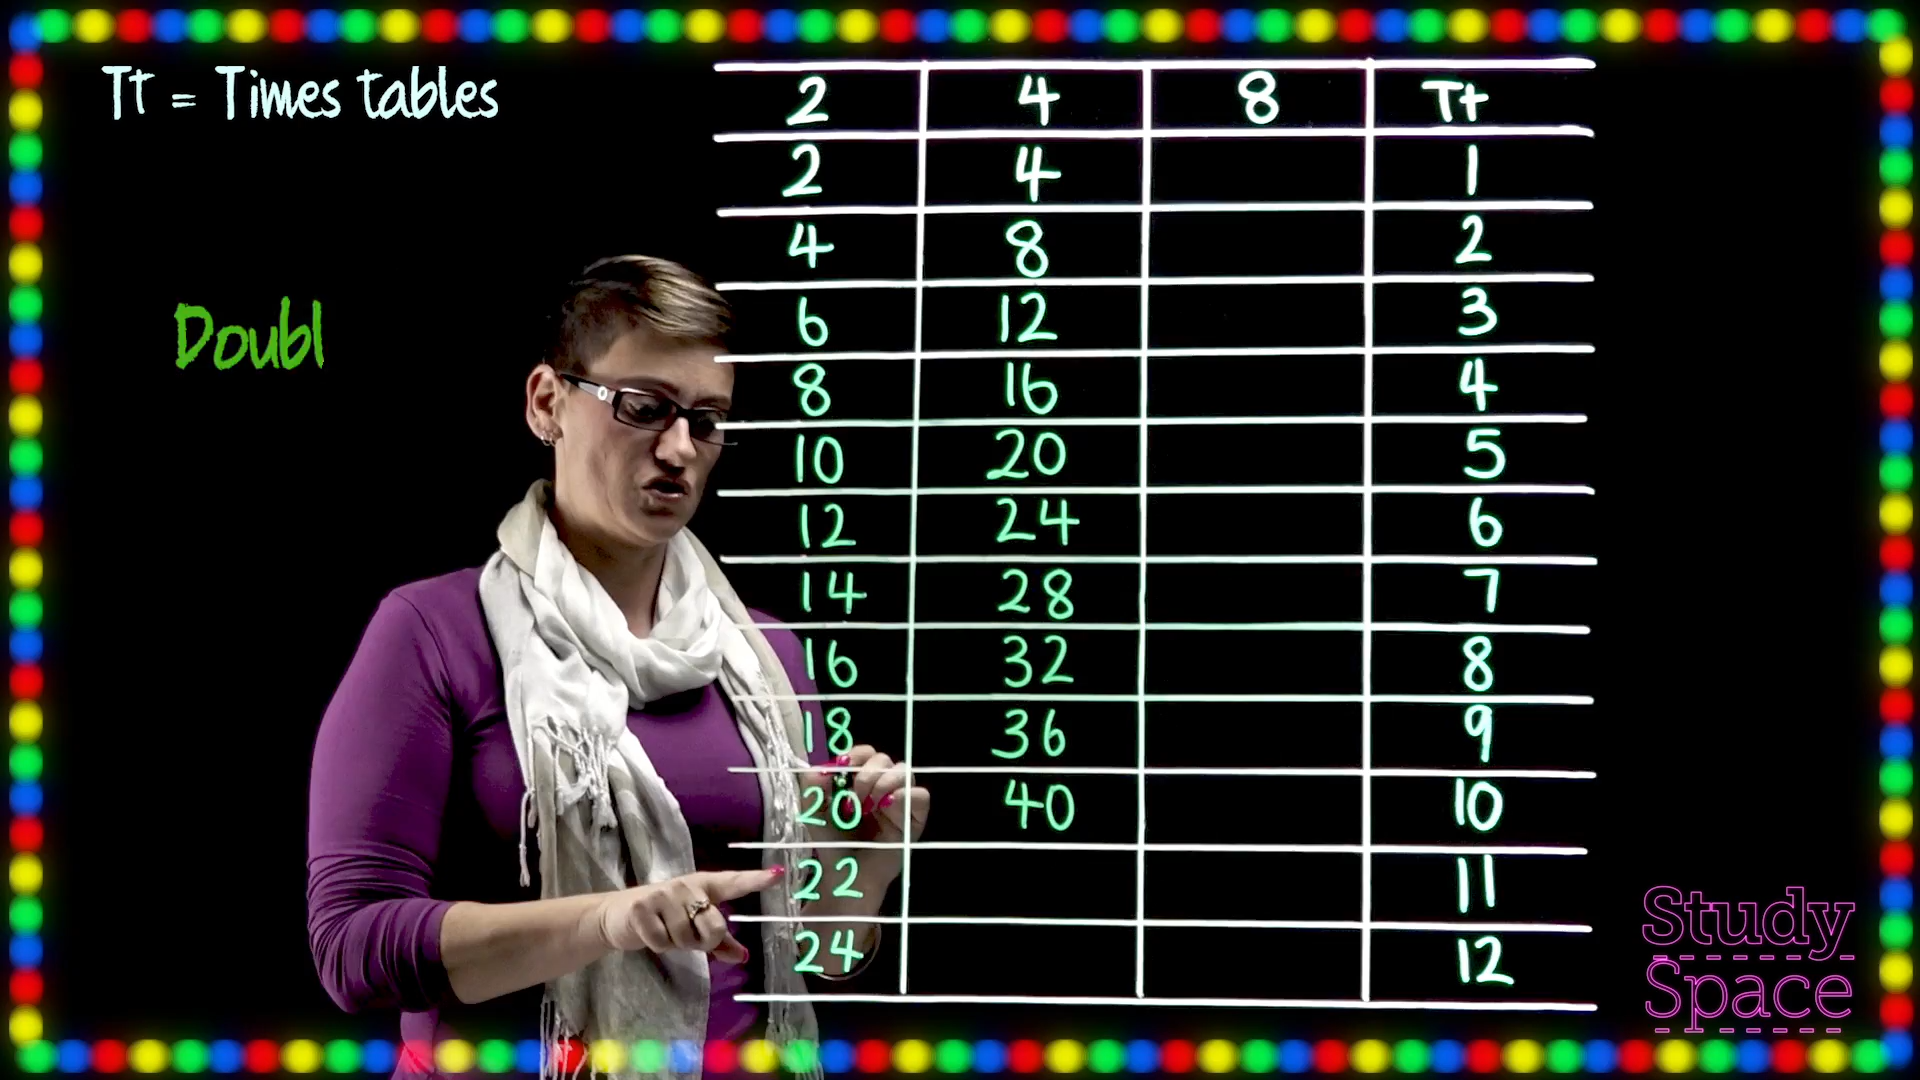 Tt = Times tables
Doubl
2 4 8 Tt
2 4 1
4 8 2
6 12 3
8 16 4
10 20 5
12 24 6
14 28 7
16 32 8
18 36 9
20 40 10
22 11
24 12
Study
Space